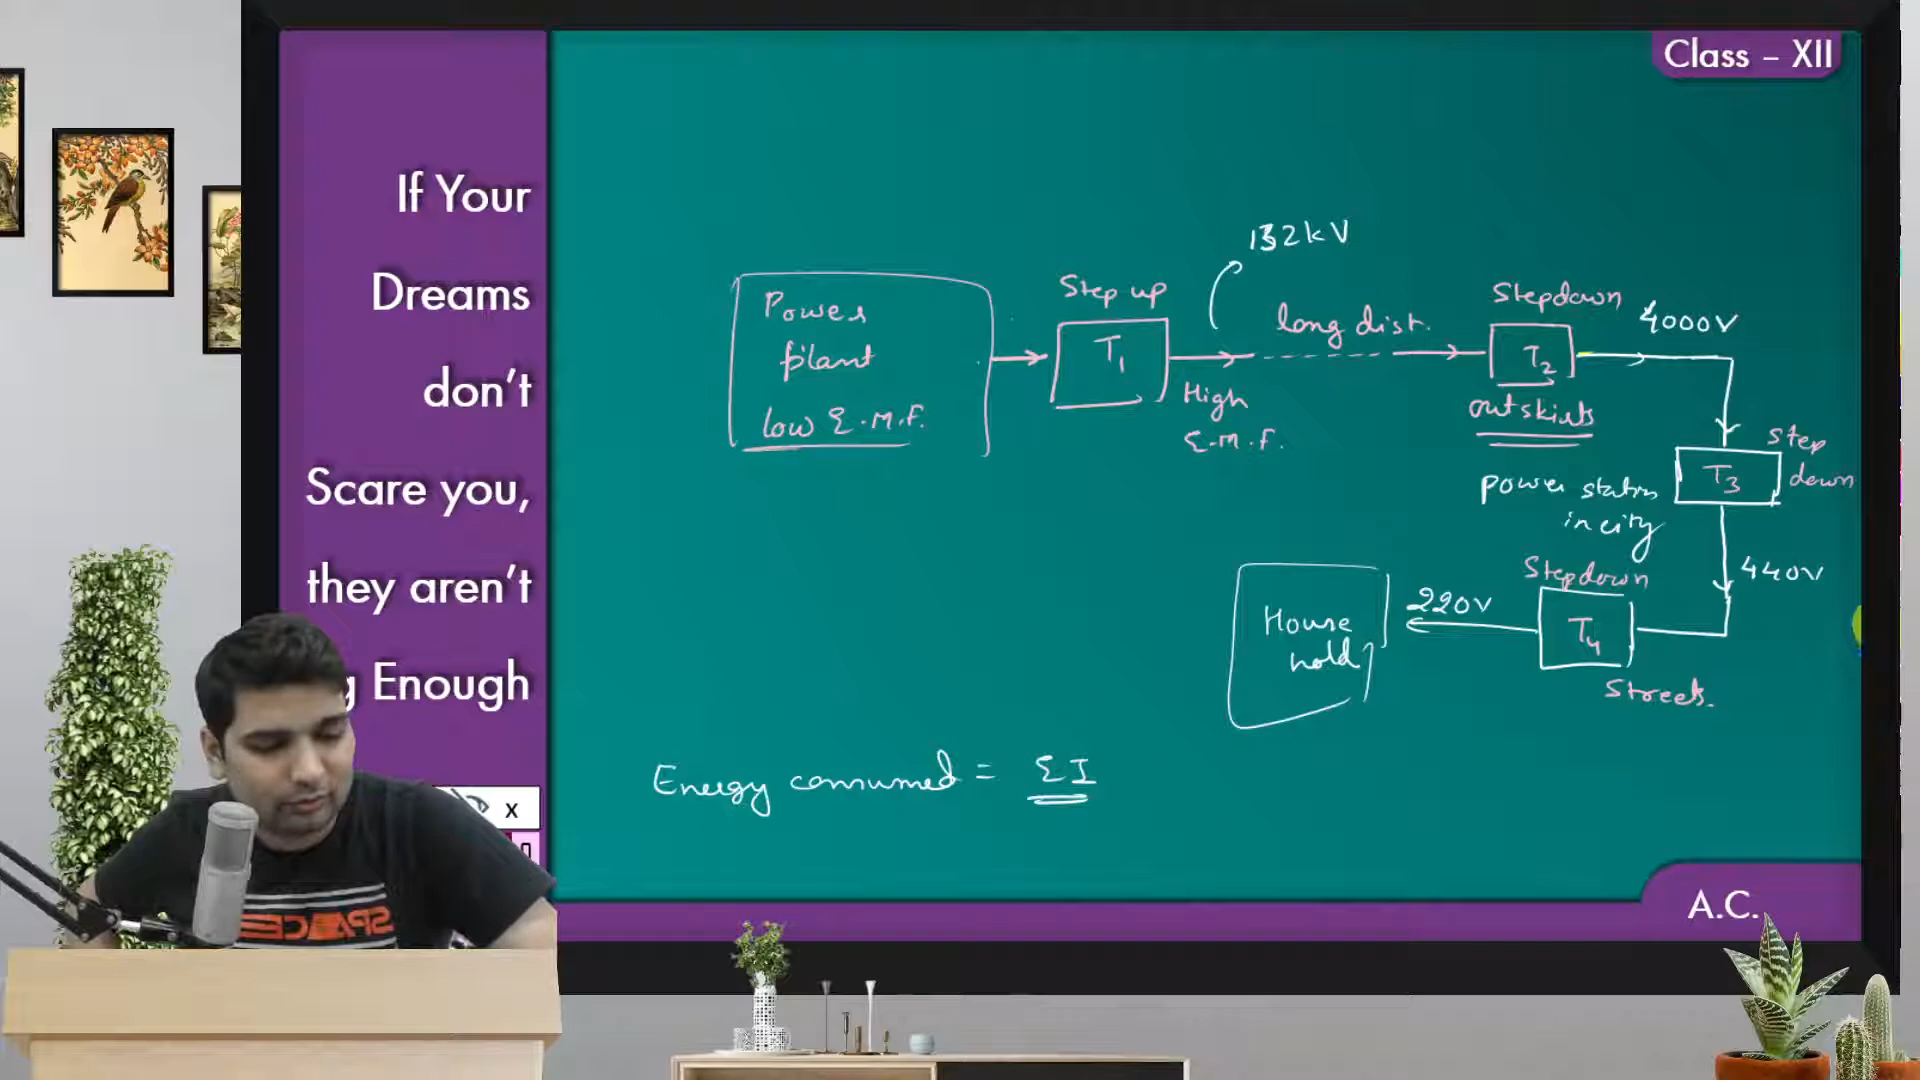 Class – XII
If Your
Dreams
don't
Scare you,
they aren't
g Enough
x
132kV
Power
plant
low E.M.F.
Step up
T1
High
E.M.F.
long dist.
Stepdown
T2
outskirts
4000V
Step
down
T3
power station
in city
440V
Stepdown
T4
Streets.
220V
House
hold
Energy consumed = EI
SPACE
A.C.